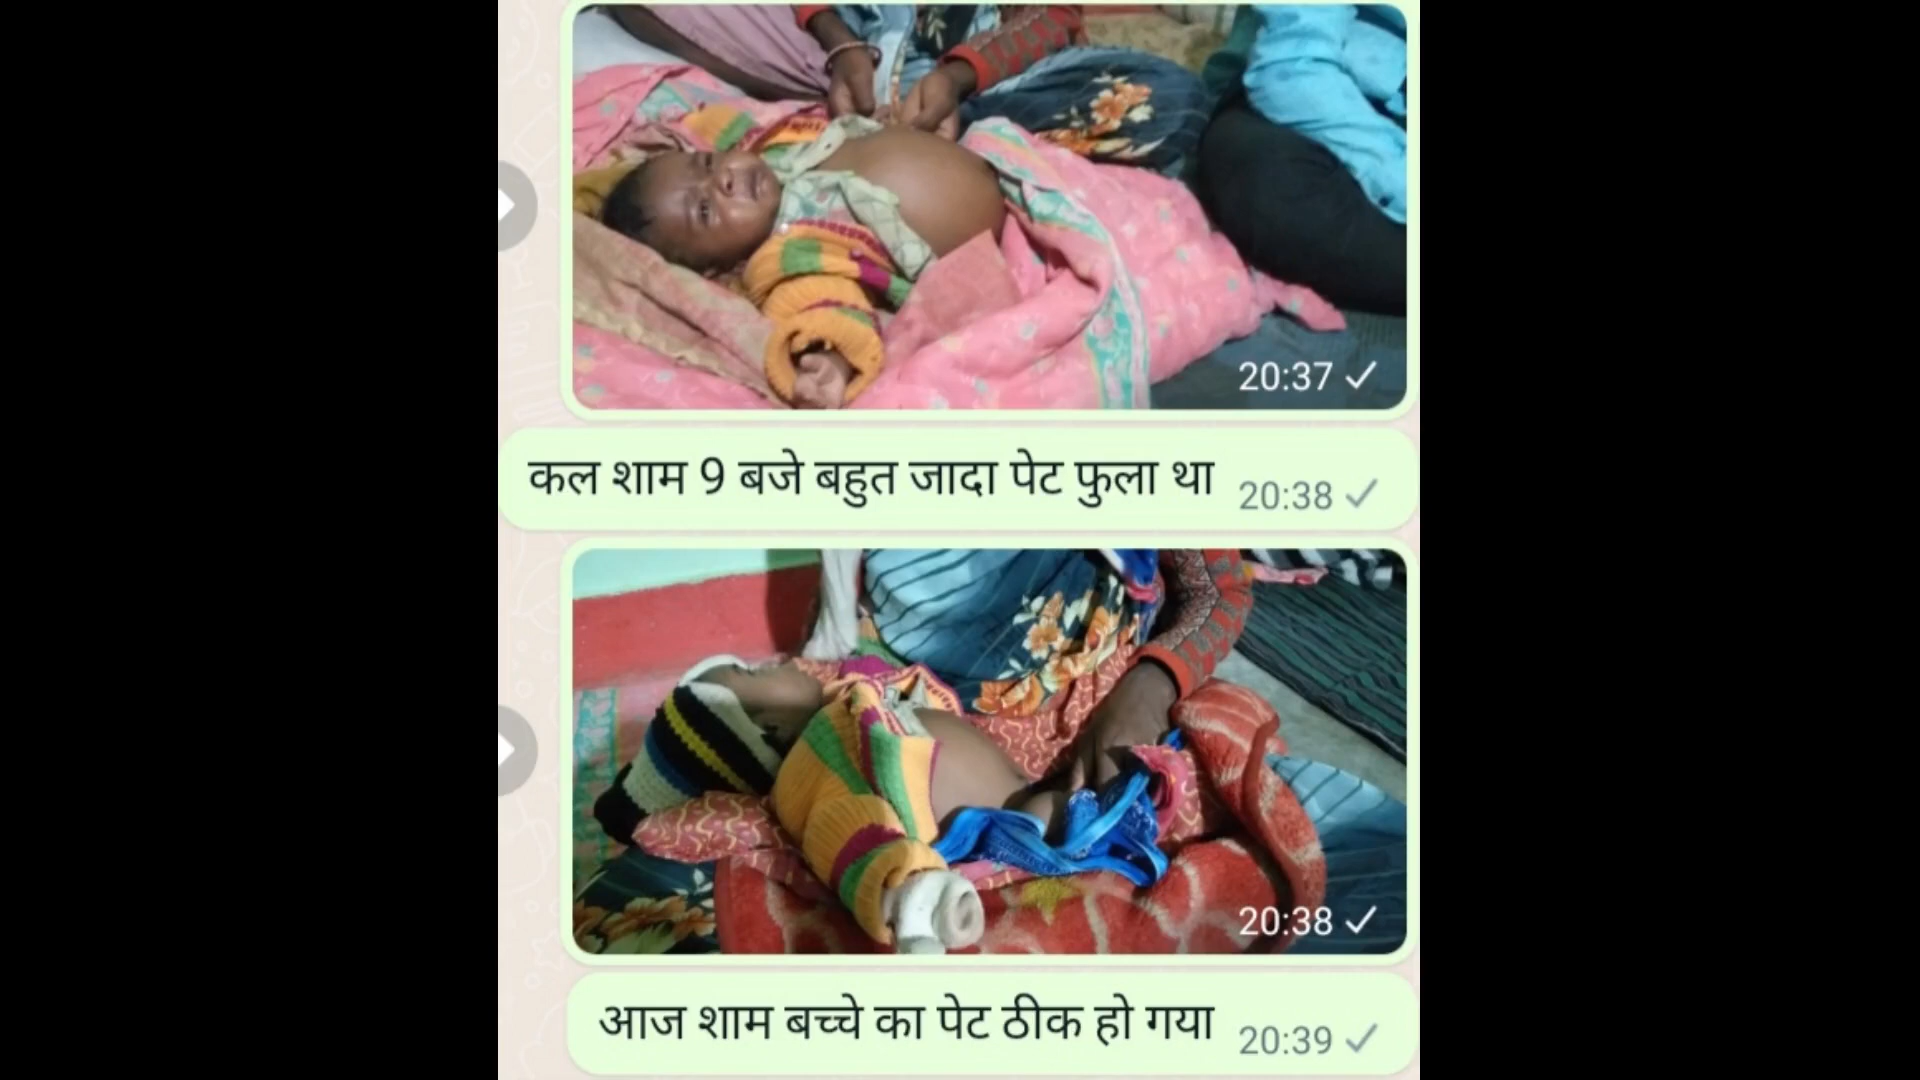 20:37
कल शाम 9 बजे बहुत जादा पेट फुला था 20:38
20:38
आज शाम बच्चे का पेट ठीक हो गया 20:39